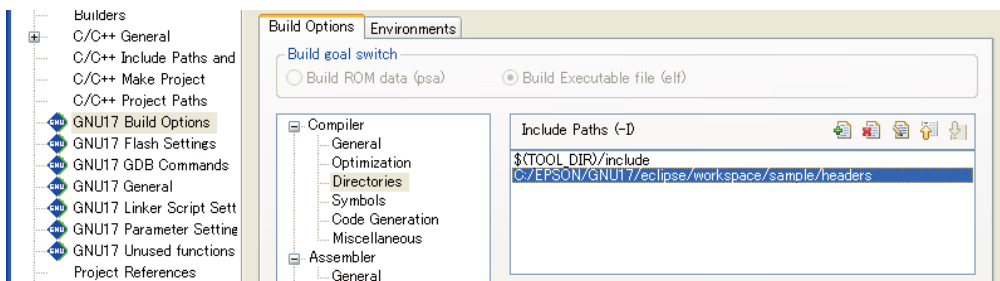 Builders
C/C++ General
C/C++ Include Paths and
C/C++ Make Project
C/C++ Project Paths
GNU17 Build Options
GNU17 Flash Settings
GNU17 GDB Commands
GNU17 General
GNU17 Linker Script Sett
GNU17 Parameter Setting
GNU17 Unused functions
Project References
Build Options
Environments
Build goal switch
Build ROM data (psa)
Build Executable file (elf)
Compiler
General
Optimization
Directories
Symbols
Code Generation
Miscellaneous
Assembler
General
Include Paths (-I)
$(TOOL_DIR)/include
C:/EPSON/GNU17/eclipse/workspace/sample/headers